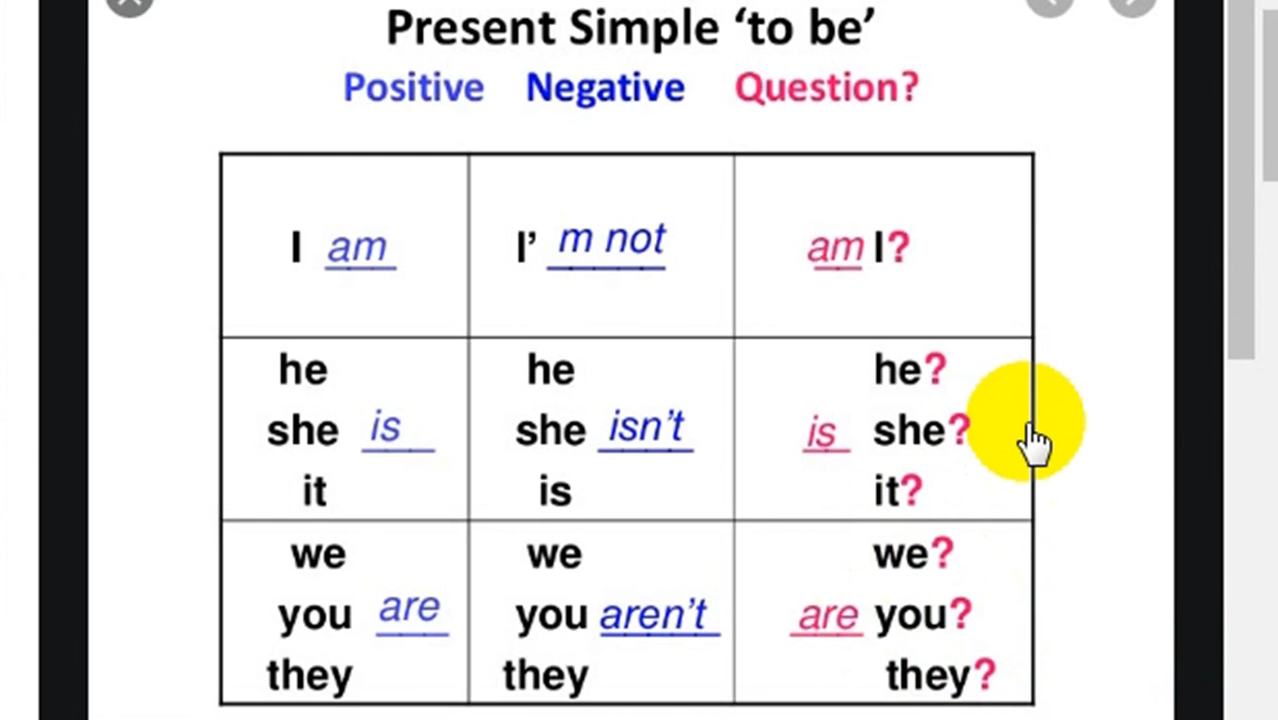 Present Simple ‘to be’
Positive Negative Question?
I am
I’ m not
am I?
he
she is
it
he
she isn’t
is
he?
is she?
it?
we
you are
they
we
you aren’t
they
we?
are you?
they?